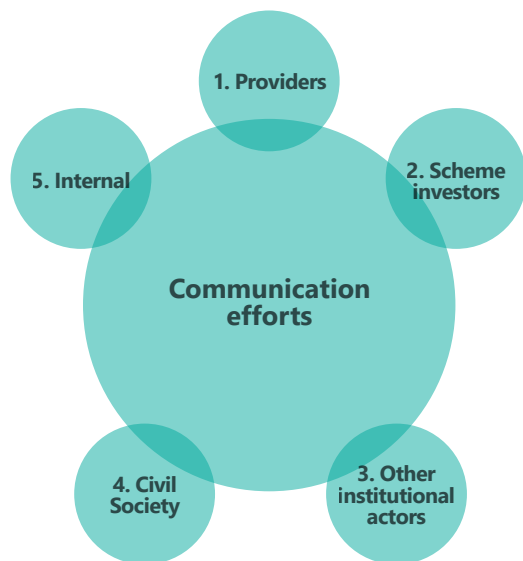 1. Providers
2. Scheme
investors
3. Other
institutional
actors
4. Civil
Society
5. Internal
Communication
efforts